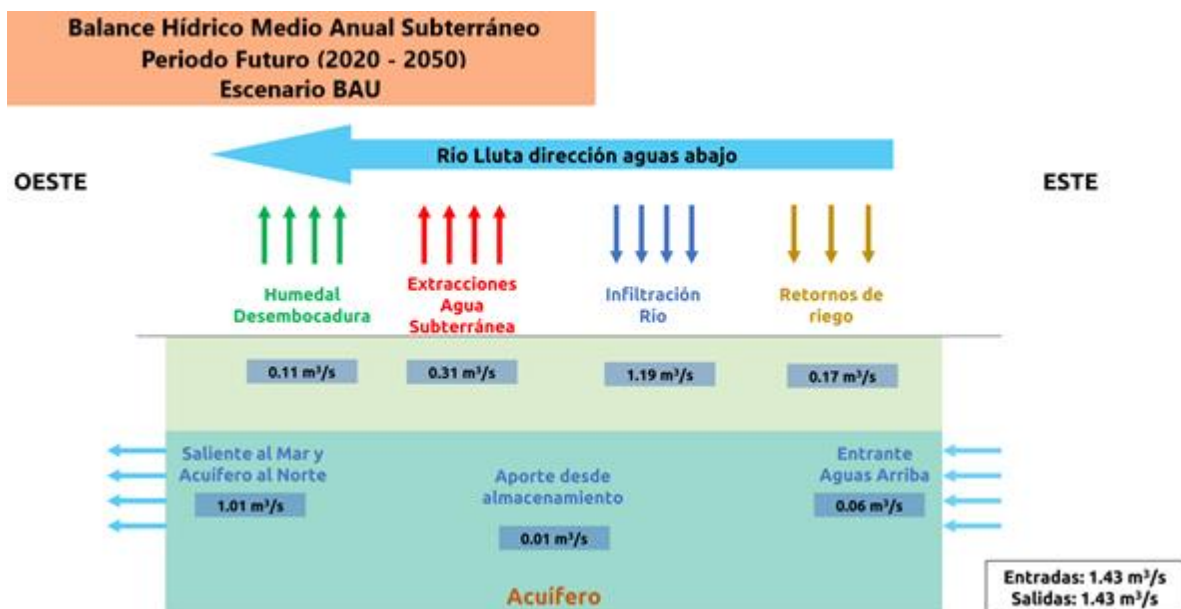 Balance Hídrico Medio Anual Subterráneo
Periodo Futuro (2020 - 2050)
Escenario BAU
Río Lluta dirección aguas abajo
OESTE
ESTE
Humedal
Desembocadura
Extracciones
Agua
Subterránea
Infiltración
Río
Retornos de
riego
0.11 m³/s
0.31 m³/s
1.19 m³/s
0.17 m³/s
Saliente al Mar y
Acuífero al Norte
1.01 m³/s
Aporte desde
almacenamiento
0.01 m³/s
Entrante
Aguas Arriba
0.06 m³/s
Acuífero
Entradas: 1.43 m³/s
Salidas: 1.43 m³/s